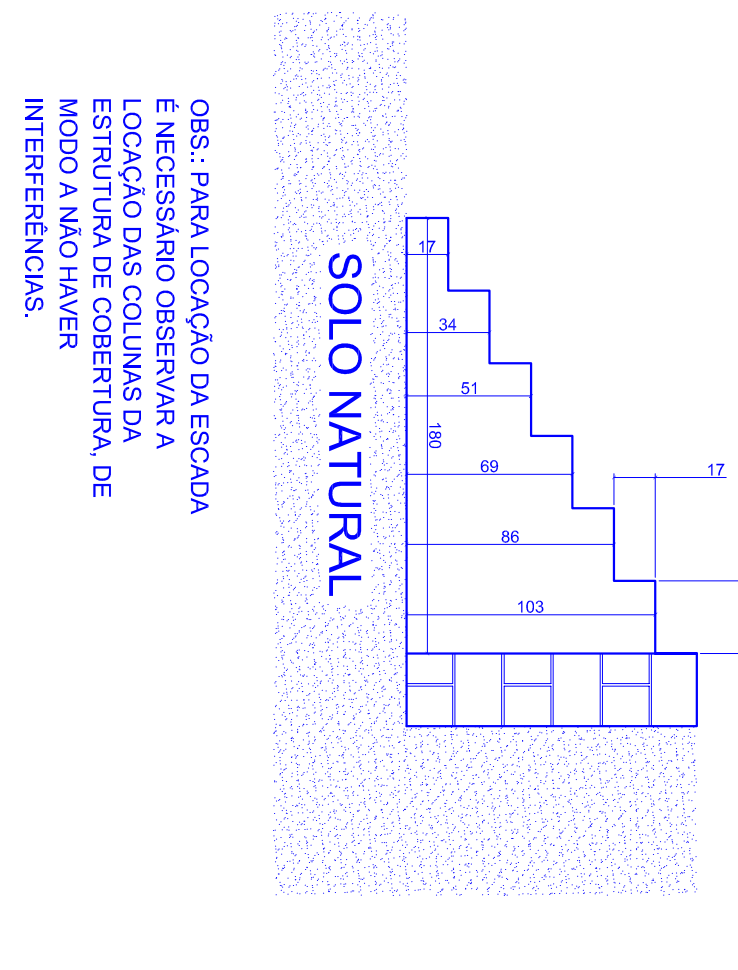 OBS.: PARA LOCAÇÃO DA ESCADA
É NECESSÁRIO OBSERVAR A
LOCAÇÃO DAS COLUNAS DA
ESTRUTURA DE COBERTURA, DE
MODO A NÃO HAVER
INTERFERÊNCIAS.
SOLO NATURAL
17
34
51
180
69
17
86
103